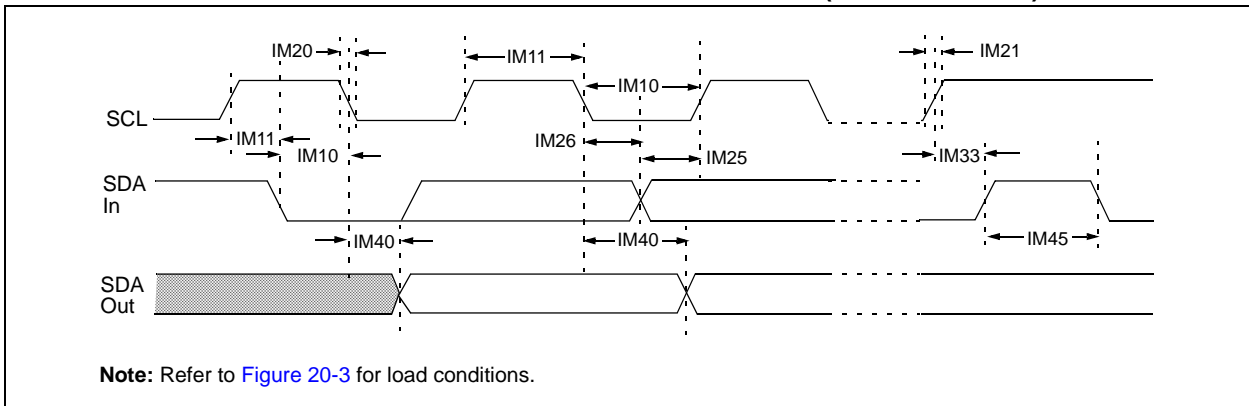 IM20
IM11
IM21
IM10
SCL
IM11
IM26
IM10
IM25
IM33
SDA
In
IM40
IM40
IM45
SDA
Out
Note: Refer to Figure 20-3 for load conditions.